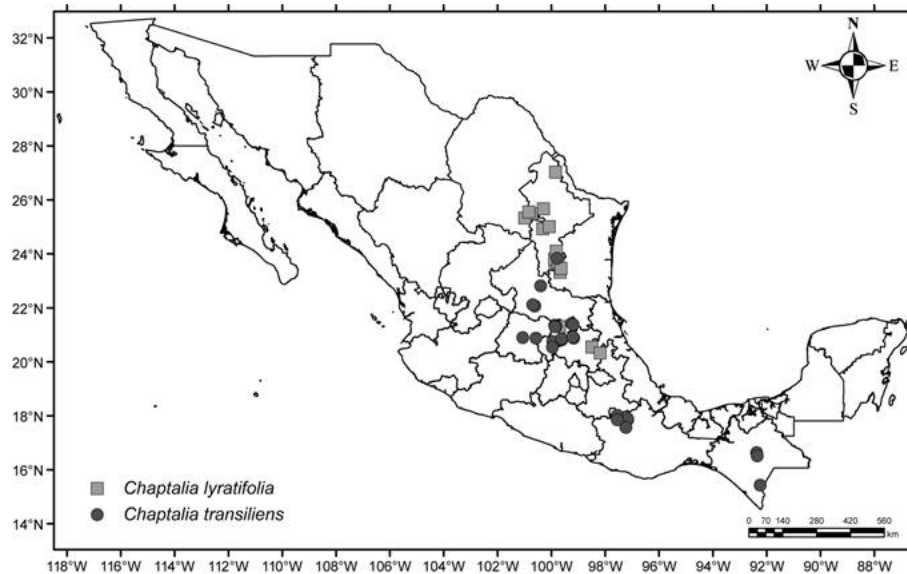 N
W E
S
32°N
30°N
28°N
26°N
24°N
22°N
20°N
18°N
16°N
14°N
Chaptalia lyratifolia
Chaptalia transiliens
0 70 140 280 420 560
km
118°W 116°W 114°W 112°W 110°W 108°W 106°W 104°W 102°W 100°W 98°W 96°W 94°W 92°W 90°W 88°W